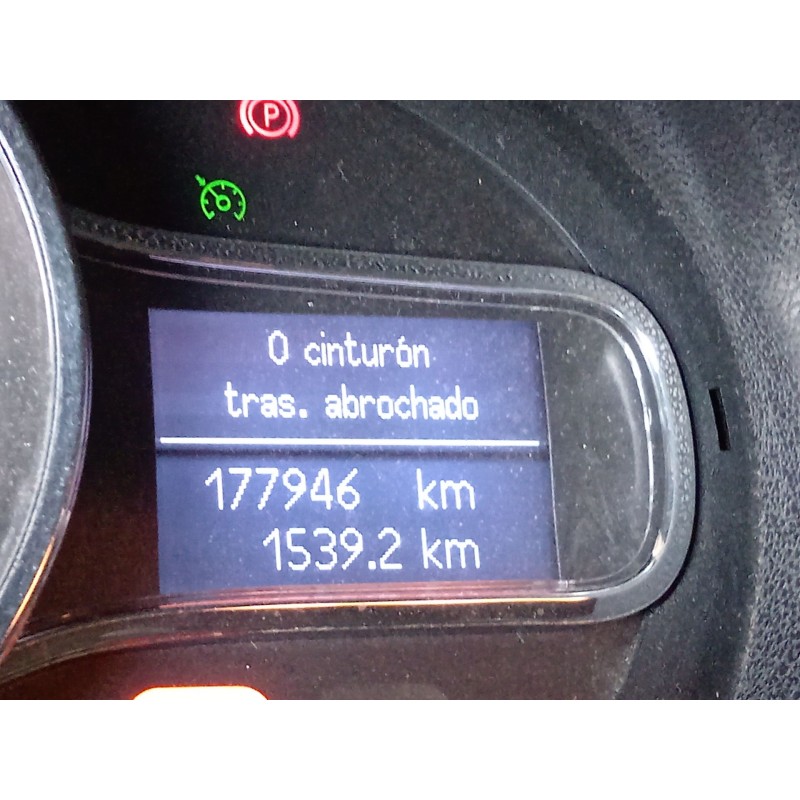 P
0 cinturón
tras. abrochado
177946 km
1539.2 km